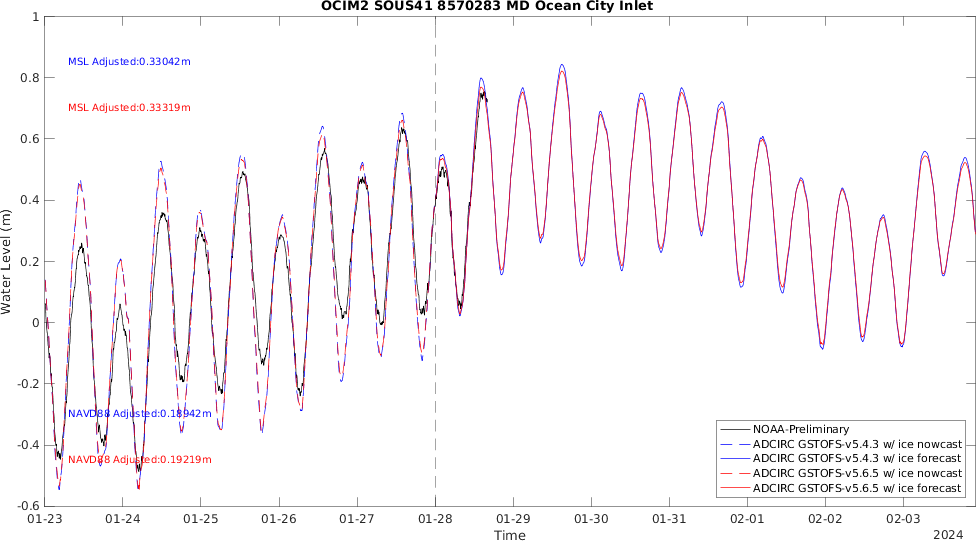 OCIM2 SOUS41 8570283 MD Ocean City Inlet
Water Level (m)
1
0.8
0.6
0.4
0.2
0
-0.2
-0.4
-0.6
MSL Adjusted:0.33042m
MSL Adjusted:0.33319m
NAVD88 Adjusted:0.18942m
NAVD88 Adjusted:0.19219m
NOAA-Preliminary
ADCIRC GSTOFS-v5.4.3 w/ ice nowcast
ADCIRC GSTOFS-v5.4.3 w/ ice forecast
ADCIRC GSTOFS-v5.6.5 w/ ice nowcast
ADCIRC GSTOFS-v5.6.5 w/ ice forecast
01-23 01-24 01-25 01-26 01-27 01-28 01-29 01-30 01-31 02-01 02-02 02-03
Time
2024